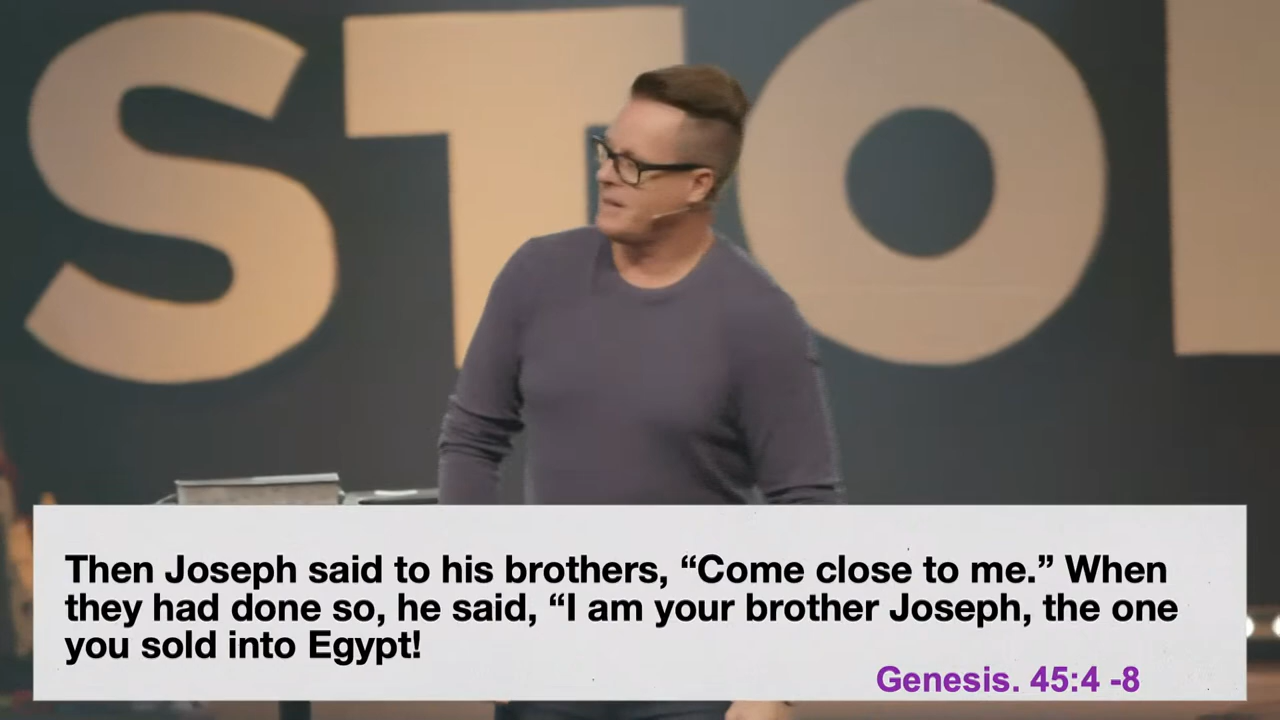 STO
Then Joseph said to his brothers, “Come close to me.” When
they had done so, he said, “I am your brother Joseph, the one
you sold into Egypt!
Genesis. 45:4 -8